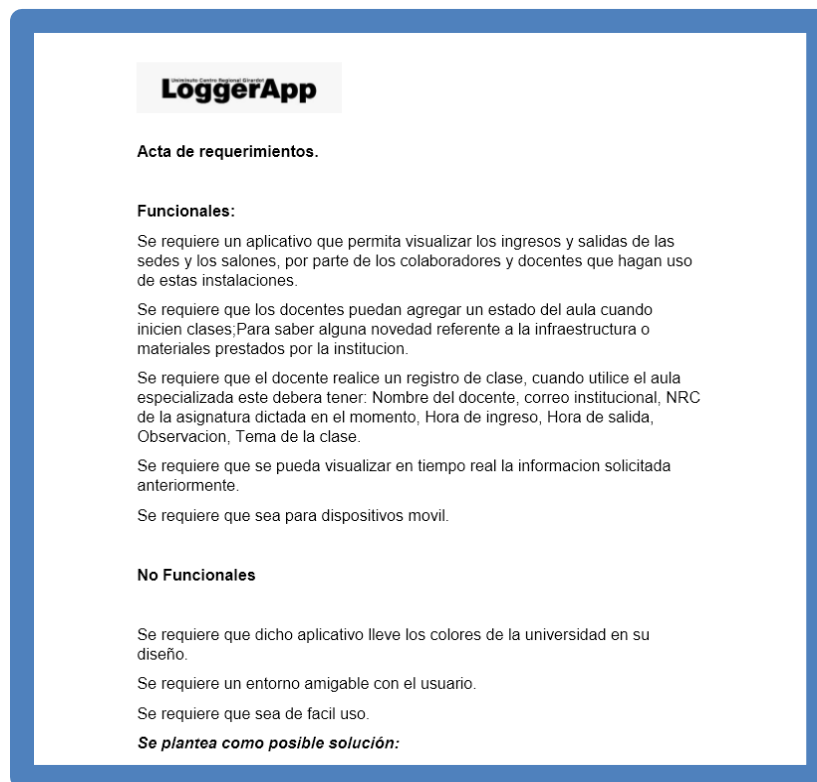 Uniminuto Centro Regional Girardot
LoggerApp
Acta de requerimientos.
Funcionales:
Se requiere un aplicativo que permita visualizar los ingresos y salidas de las
sedes y los salones, por parte de los colaboradores y docentes que hagan uso
de estas instalaciones.
Se requiere que los docentes puedan agregar un estado del aula cuando
inicien clases;Para saber alguna novedad referente a la infraestructura o
materiales prestados por la institucion.
Se requiere que el docente realice un registro de clase, cuando utilice el aula
especializada este debera tener: Nombre del docente, correo institucional, NRC
de la asignatura dictada en el momento, Hora de ingreso, Hora de salida,
Observacion, Tema de la clase.
Se requiere que se pueda visualizar en tiempo real la informacion solicitada
anteriormente.
Se requiere que sea para dispositivos movil.
No Funcionales
Se requiere que dicho aplicativo lleve los colores de la universidad en su
diseño.
Se requiere un entorno amigable con el usuario.
Se requiere que sea de facil uso.
Se plantea como posible solución: